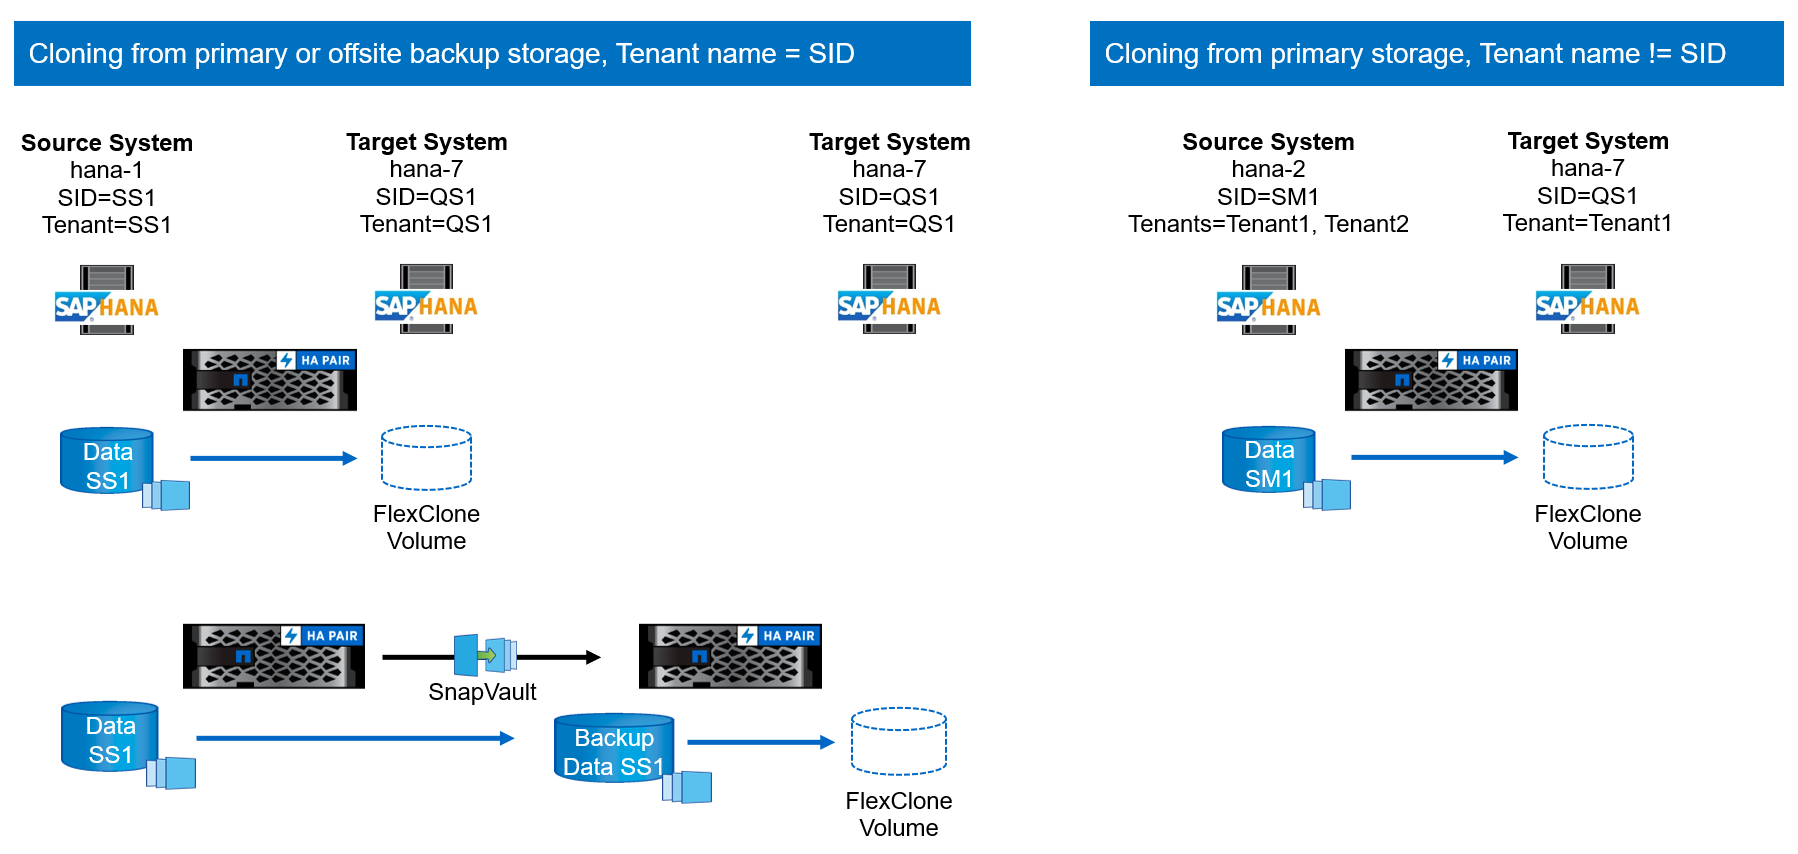 Cloning from primary or offsite backup storage, Tenant name = SID
Source System
hana-1
SID=SS1
Tenant=SS1
Target System
hana-7
SID=QS1
Tenant=QS1
Target System
hana-7
SID=QS1
Tenant=QS1
SAP HANA
SAP HANA
SAP HANA
HA PAIR
Data
SS1
FlexClone
Volume
HA PAIR
SnapVault
HA PAIR
Data
SS1
Backup
Data SS1
FlexClone
Volume
Cloning from primary storage, Tenant name != SID
Source System
hana-2
SID=SM1
Tenants=Tenant1, Tenant2
Target System
hana-7
SID=QS1
Tenant=Tenant1
SAP HANA
SAP HANA
HA PAIR
Data
SM1
FlexClone
Volume